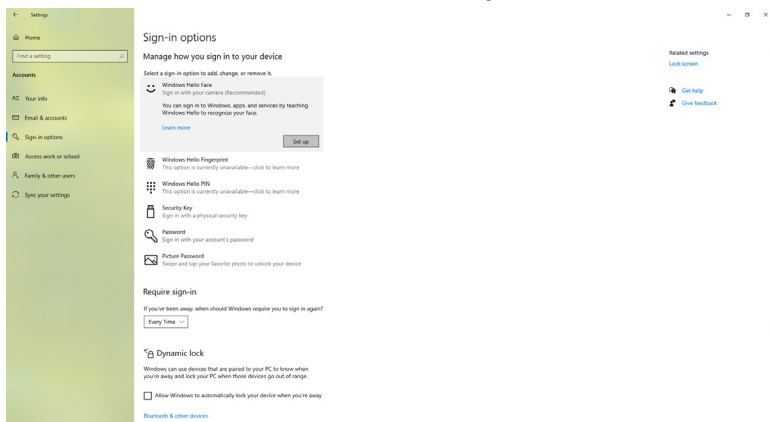 Settings
Home
Find a setting
Accounts
Your info
Email & accounts
Sign-in options
Access work or school
Family & other users
Sync your settings
Sign-in options
Manage how you sign in to your device
Select a sign-in option to add, change, or remove it.
Windows Hello Face
Sign in with your camera (Recommended)
You can sign in to Windows, apps, and services by teaching
Windows Hello to recognize your face.
Learn more
Set up
Windows Hello Fingerprint
This option is currently unavailable—click to learn more
Windows Hello PIN
This option is currently unavailable—click to learn more
Security Key
Sign in with a physical security key
Password
Sign in with your account's password
Picture Password
Swipe and tap your favorite photo to unlock your device
Require sign-in
If you've been away, when should Windows require you to sign in again?
Every Time
Dynamic lock
Windows can use devices that are paired to your PC to know when
you're away and lock your PC when those devices go out of range.
Allow Windows to automatically lock your device when you're away
Bluetooth & other devices
Related settings
Lock screen
Get help
Give feedback